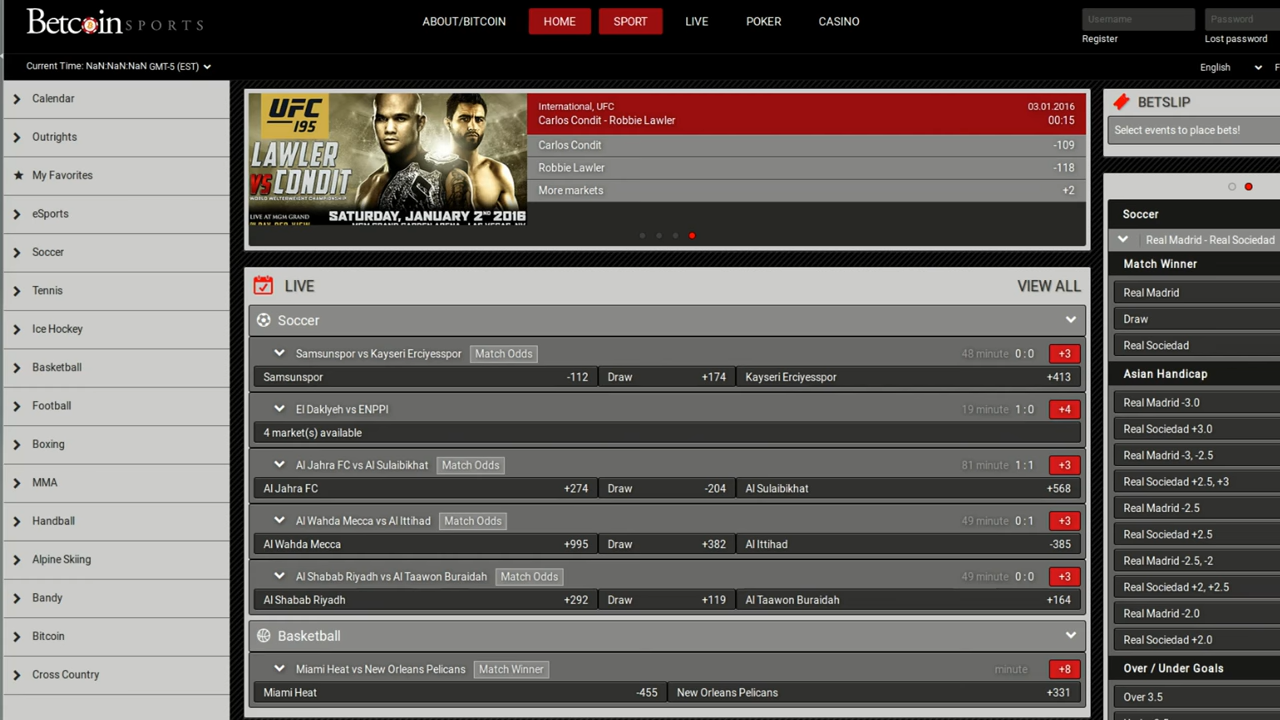 Betcoin SPORTS
ABOUT/BITCOIN HOME SPORT LIVE POKER CASINO
Username Password
Register Lost password
Current Time: NaN:NaN:NaN GMT-5 (EST)
English F
Calendar
Outrights
My Favorites
eSports
Soccer
Tennis
Ice Hockey
Basketball
Football
Boxing
MMA
Handball
Alpine Skiing
Bandy
Bitcoin
Cross Country
UFC
195
LAWLER
VS CONDIT
WORLD WELTERWEIGHT CHAMPIONSHIP
LIVE AT MGM GRAND SATURDAY, JANUARY 2ND 2016
International, UFC 03.01.2016
Carlos Condit - Robbie Lawler 00:15
Carlos Condit -109
Robbie Lawler -118
More markets +2
LIVE VIEW ALL
Soccer
Samsunspor vs Kayseri Erciyesspor Match Odds 48 minute 0 : 0 +3
Samsunspor -112 Draw +174 Kayseri Erciyesspor +413
El Daklyeh vs ENPPI 19 minute 1 : 0 +4
4 market(s) available
Al Jahra FC vs Al Sulaibikhat Match Odds 81 minute 1 : 1 +3
Al Jahra FC +274 Draw -204 Al Sulaibikhat +568
Al Wahda Mecca vs Al Ittihad Match Odds 49 minute 0 : 1 +3
Al Wahda Mecca +995 Draw +382 Al Ittihad -385
Al Shabab Riyadh vs Al Taawon Buraidah Match Odds 49 minute 0 : 0 +3
Al Shabab Riyadh +292 Draw +119 Al Taawon Buraidah +164
Basketball
Miami Heat vs New Orleans Pelicans Match Winner minute +8
Miami Heat -455 New Orleans Pelicans +331
BETSLIP
Select events to place bets!
Soccer
Real Madrid - Real Sociedad
Match Winner
Real Madrid
Draw
Real Sociedad
Asian Handicap
Real Madrid -3.0
Real Sociedad +3.0
Real Madrid -3, -2.5
Real Sociedad +2.5, +3
Real Madrid -2.5
Real Sociedad +2.5
Real Madrid -2.5, -2
Real Sociedad +2, +2.5
Real Madrid -2.0
Real Sociedad +2.0
Over / Under Goals
Over 3.5